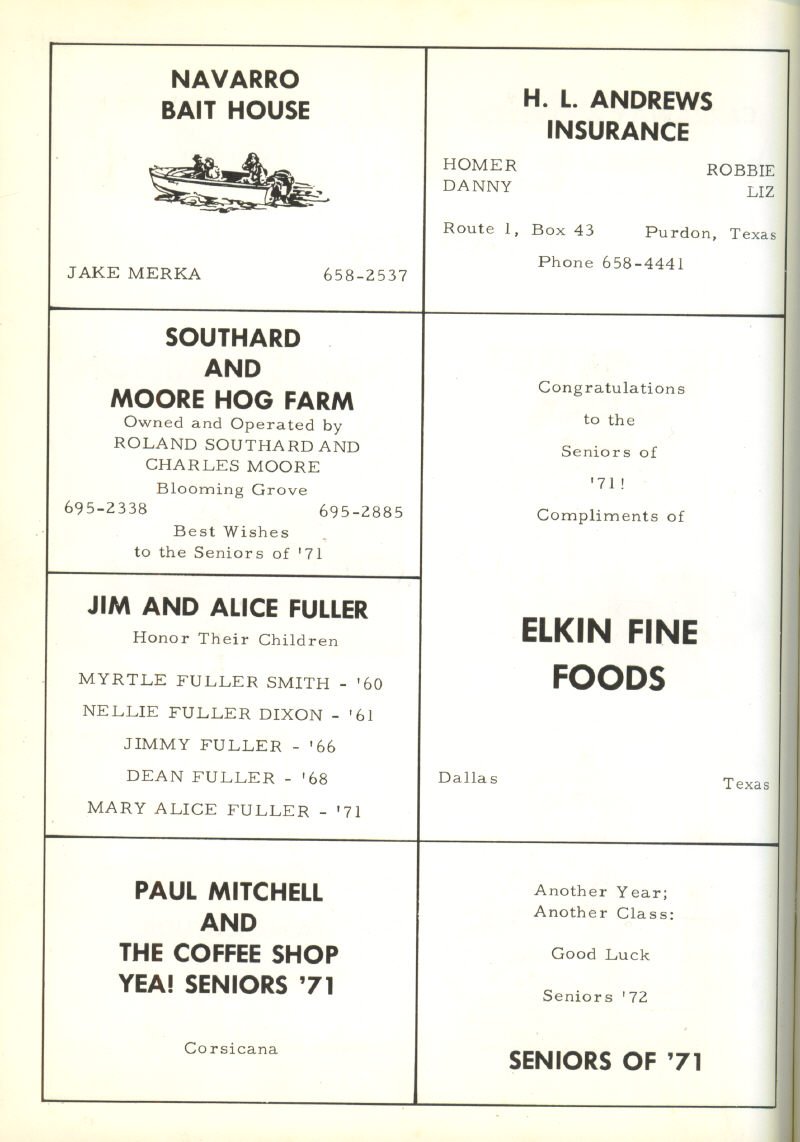 NAVARRO
BAIT HOUSE
JAKE MERKA 658-2537
H. L. ANDREWS
INSURANCE
HOMER ROBBIE
DANNY LIZ
Route 1, Box 43 Purdon, Texas
Phone 658-4441
SOUTHARD
AND
MOORE HOG FARM
Owned and Operated by
ROLAND SOUTHARD AND
CHARLES MOORE
Blooming Grove
695-2338 695-2885
Best Wishes
to the Seniors of '71
Congratulations
to the
Seniors of
'71!
Compliments of
ELKIN FINE
FOODS
Dallas Texas
JIM AND ALICE FULLER
Honor Their Children
MYRTLE FULLER SMITH - '60
NELLIE FULLER DIXON - '61
JIMMY FULLER - '66
DEAN FULLER - '68
MARY ALICE FULLER - '71
PAUL MITCHELL
AND
THE COFFEE SHOP
YEA! SENIORS '71
Corsicana
Another Year;
Another Class:
Good Luck
Seniors '72
SENIORS OF '71